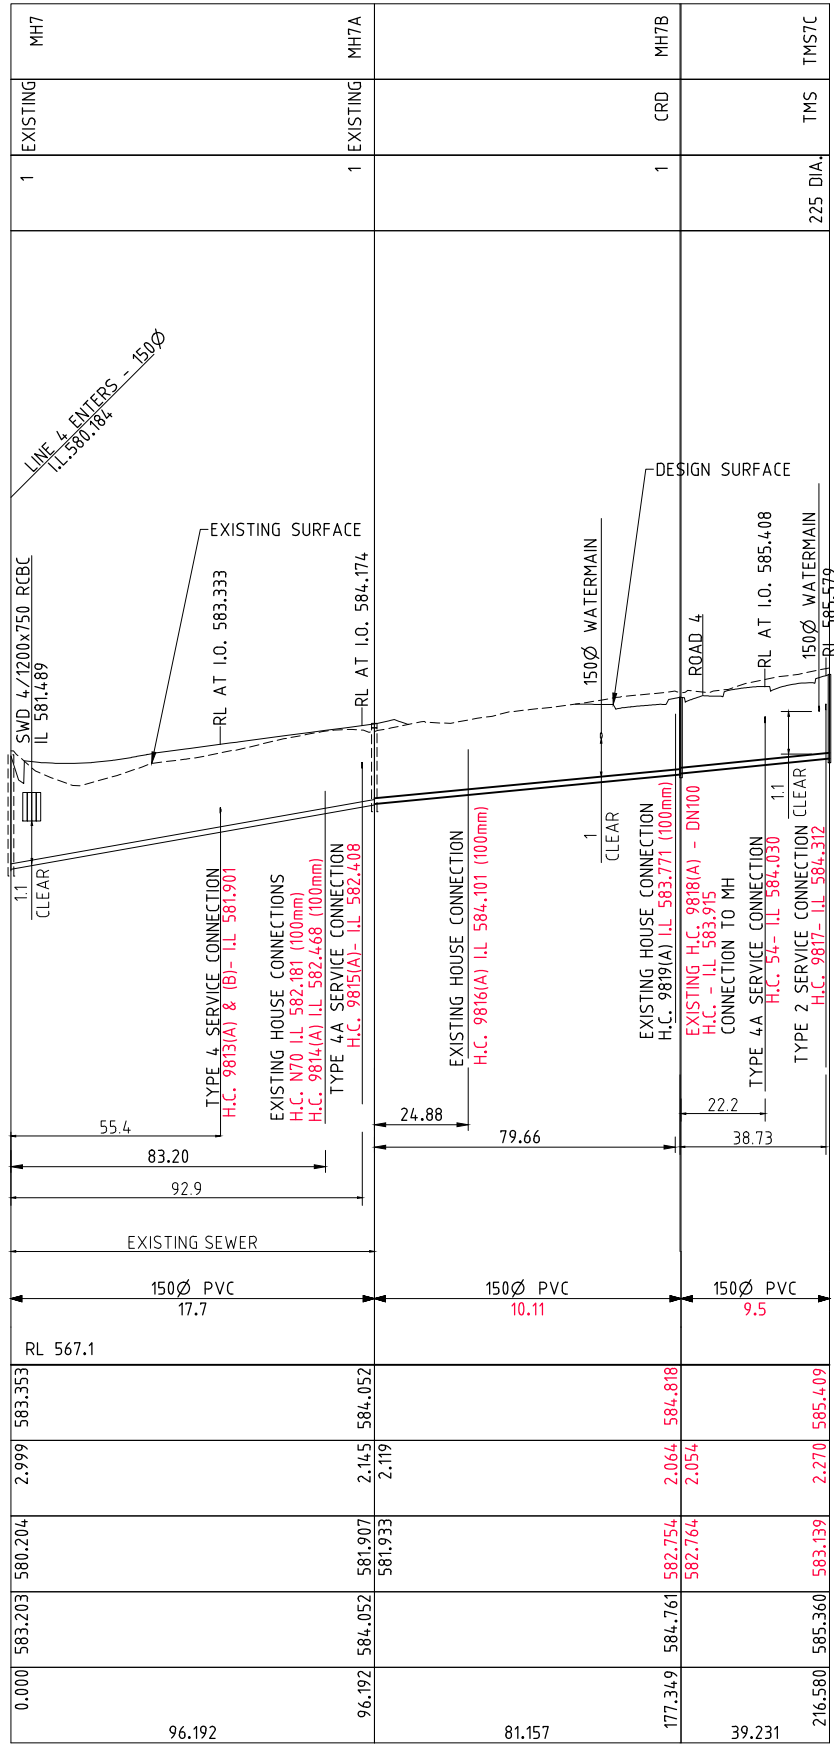 MH7
MH7A
MH7B
TMS7C
EXISTING
EXISTING
CRD
TMS
1
1
1
225 DIA.
LINE 4 ENTERS - 150Ø
I.L.580.184
SWD 4/1200x750 RCBC
IL 581.489
EXISTING SURFACE
RL AT I.O. 583.333
RL AT I.O. 584.174
150Ø WATERMAIN
DESIGN SURFACE
ROAD 4
RL AT I.O. 585.408
150Ø WATERMAIN
RL 585.579
1.1
CLEAR
1
CLEAR
1.1
CLEAR
TYPE 4 SERVICE CONNECTION
H.C. 9813(A) & (B)- I.L 581.901
EXISTING HOUSE CONNECTIONS
H.C. N70 I.L 582.181 (100mm)
H.C. 9814(A) I.L 582.468 (100mm)
TYPE 4A SERVICE CONNECTION
H.C. 9815(A)- I.L 582.408
EXISTING HOUSE CONNECTION
H.C. 9816(A) I.L 584.101 (100mm)
EXISTING HOUSE CONNECTION
H.C. 9819(A) I.L 583.771 (100mm)
EXISTING H.C. 9818(A) - DN100
H.C. - I.L 583.915
CONNECTION TO MH
TYPE 4A SERVICE CONNECTION
H.C. 54- I.L 584.030
TYPE 2 SERVICE CONNECTION
H.C. 9817- I.L 584.312
55.4
83.20
92.9
24.88
79.66
22.2
38.73
EXISTING SEWER
150Ø PVC
17.7
150Ø PVC
10.11
150Ø PVC
9.5
RL 567.1
583.353
584.052
584.818
585.409
2.999
2.145
2.119
2.064
2.054
2.270
580.204
581.907
581.933
582.754
582.764
583.139
583.203
584.052
584.761
585.360
0.000
96.192
177.349
216.580
96.192
81.157
39.231